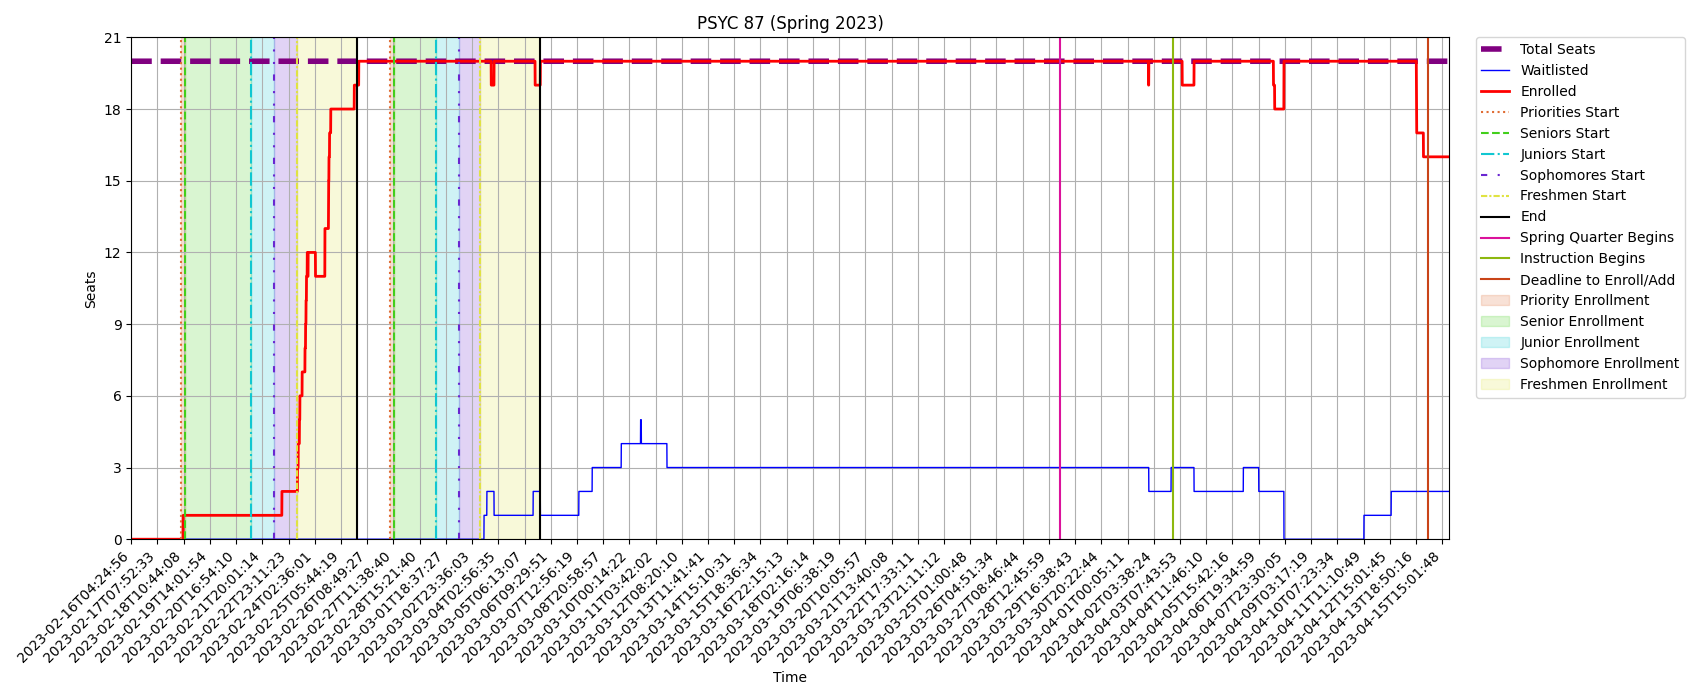 PSYC 87 (Spring 2023)
21
18
15
12
9
6
3
0
Seats
2023-02-16T04:24:56
2023-02-17T07:52:33
2023-02-18T10:44:08
2023-02-19T14:01:54
2023-02-20T16:54:10
2023-02-21T20:01:14
2023-02-22T23:11:23
2023-02-24T02:36:01
2023-02-25T05:44:19
2023-02-26T08:49:27
2023-02-27T11:38:40
2023-02-28T15:21:40
2023-03-01T18:37:27
2023-03-02T23:36:03
2023-03-04T02:56:35
2023-03-05T06:13:07
2023-03-06T09:29:51
2023-03-07T12:56:19
2023-03-08T20:58:57
2023-03-10T00:14:22
2023-03-11T03:42:02
2023-03-12T08:20:10
2023-03-13T11:41:41
2023-03-14T15:10:31
2023-03-15T18:36:34
2023-03-16T22:15:13
2023-03-18T02:16:14
2023-03-19T06:38:19
2023-03-20T10:05:57
2023-03-21T13:40:08
2023-03-22T17:33:11
2023-03-23T21:11:12
2023-03-25T01:00:48
2023-03-26T04:51:34
2023-03-27T08:46:44
2023-03-28T12:45:59
2023-03-29T16:38:43
2023-03-30T20:22:44
2023-04-01T00:05:11
2023-04-02T03:38:24
2023-04-03T07:43:53
2023-04-04T11:46:10
2023-04-05T15:42:16
2023-04-06T19:34:59
2023-04-07T23:30:05
2023-04-09T03:17:19
2023-04-10T07:23:34
2023-04-11T11:10:49
2023-04-12T15:01:45
2023-04-13T18:50:16
2023-04-15T15:01:48
Time
Total Seats
Waitlisted
Enrolled
Priorities Start
Seniors Start
Juniors Start
Sophomores Start
Freshmen Start
End
Spring Quarter Begins
Instruction Begins
Deadline to Enroll/Add
Priority Enrollment
Senior Enrollment
Junior Enrollment
Sophomore Enrollment
Freshmen Enrollment